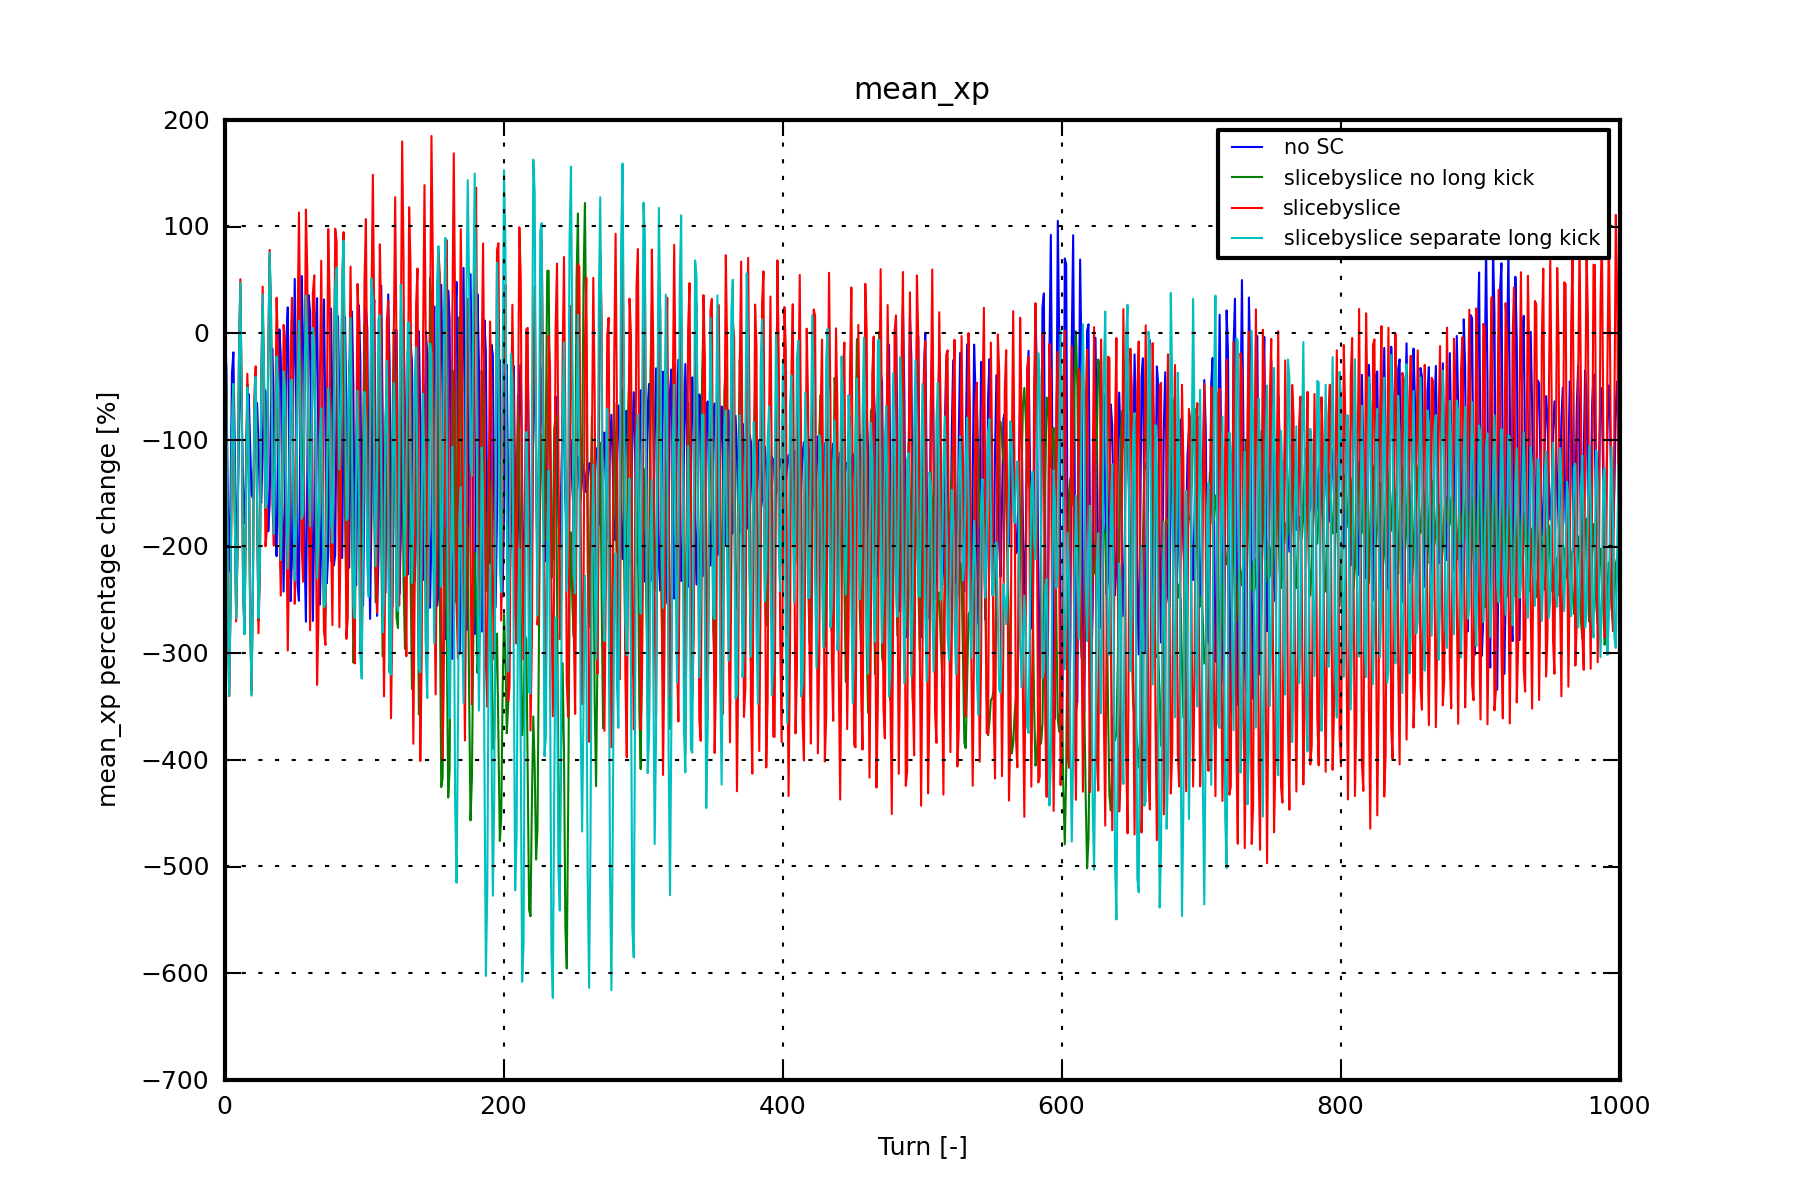 mean_xp
200
100
0
−100
−200
−300
−400
−500
−600
−700
mean_xp percentage change [%]
no SC
slicebyslice no long kick
slicebyslice
slicebyslice separate long kick
0 200 400 600 800 1000
Turn [-]